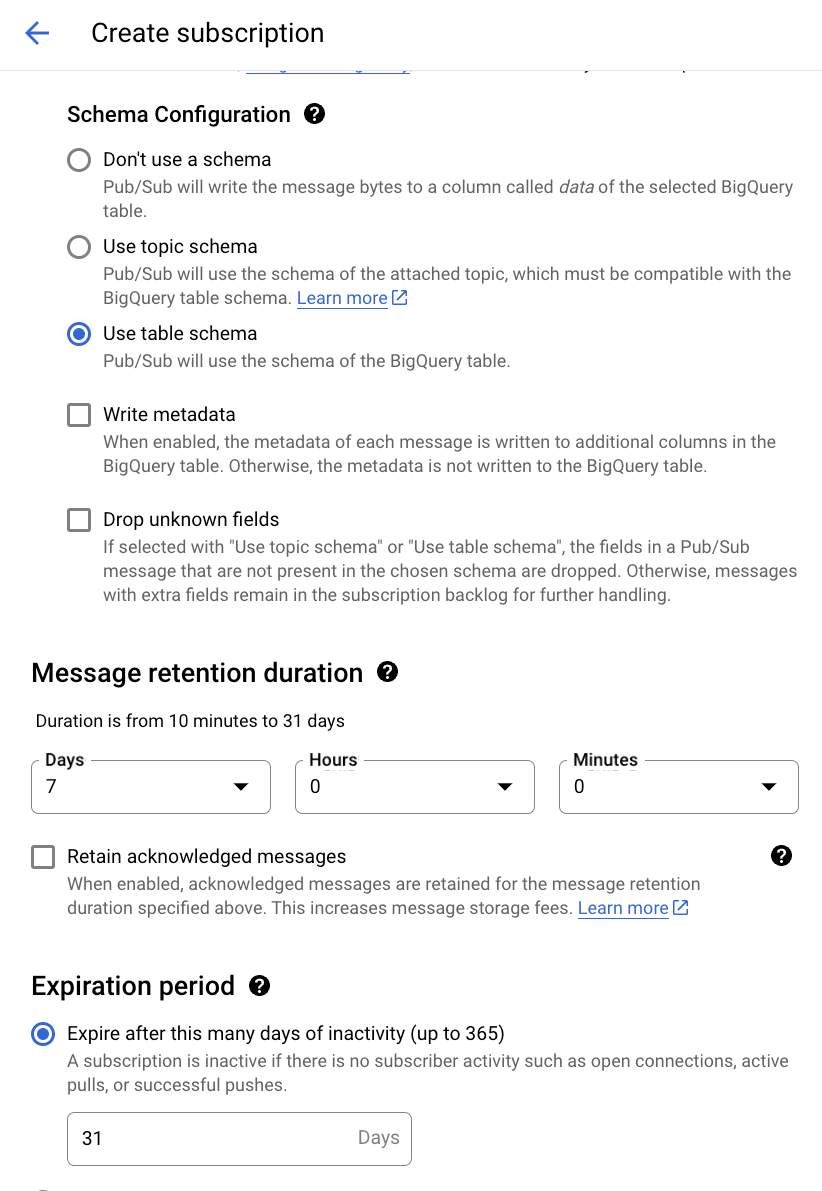 Create subscription
Schema Configuration
Don't use a schema
Pub/Sub will write the message bytes to a column called data of the selected BigQuery
table.
Use topic schema
Pub/Sub will use the schema of the attached topic, which must be compatible with the
BigQuery table schema. Learn more
Use table schema
Pub/Sub will use the schema of the BigQuery table.
Write metadata
When enabled, the metadata of each message is written to additional columns in the
BigQuery table. Otherwise, the metadata is not written to the BigQuery table.
Drop unknown fields
If selected with "Use topic schema" or "Use table schema", the fields in a Pub/Sub
message that are not present in the chosen schema are dropped. Otherwise, messages
with extra fields remain in the subscription backlog for further handling.
Message retention duration
Duration is from 10 minutes to 31 days
Days Hours Minutes
7 0 0
Retain acknowledged messages
When enabled, acknowledged messages are retained for the message retention
duration specified above. This increases message storage fees. Learn more
Expiration period
Expire after this many days of inactivity (up to 365)
A subscription is inactive if there is no subscriber activity such as open connections, active
pulls, or successful pushes.
31 Days